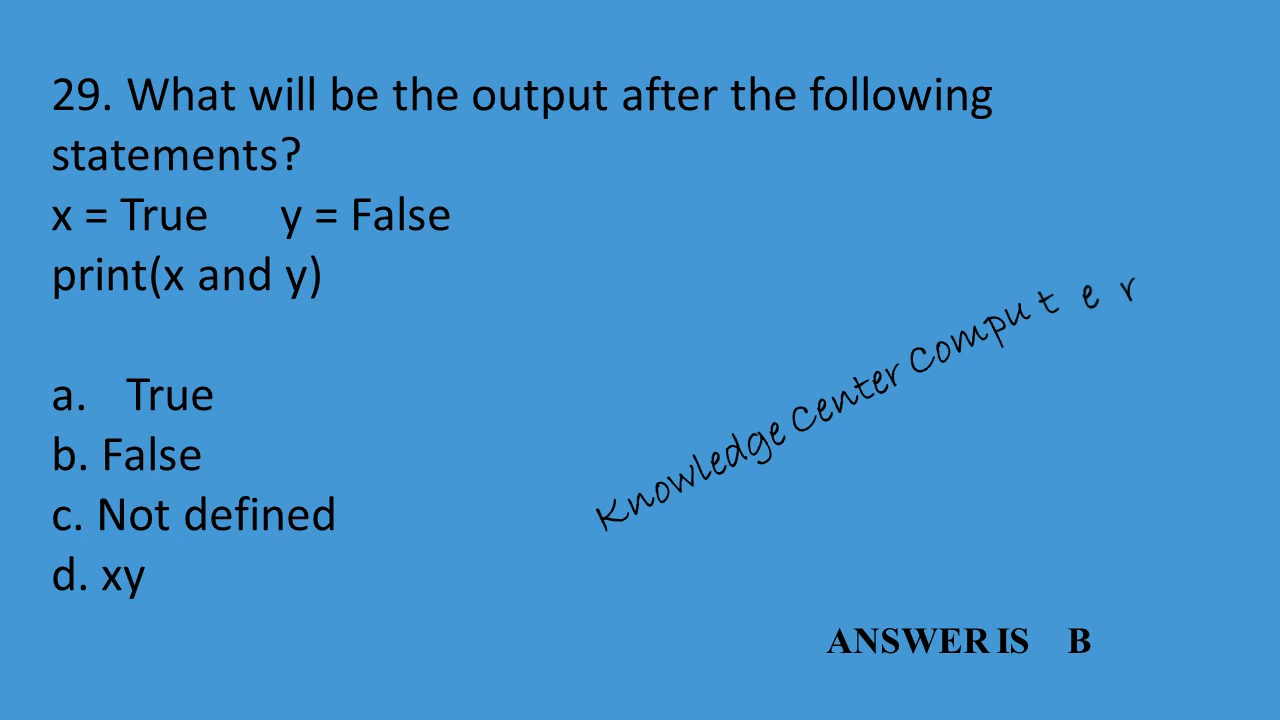 29. What will be the output after the following
statements?
x = True y = False
print(x and y)
a. True
b. False
c. Not defined
d. xy
Knowledge Center Computer
ANSWER IS B